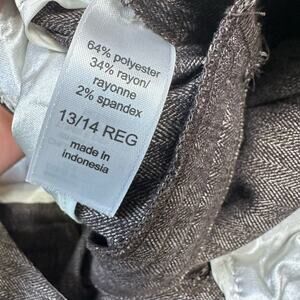 64% polyester
34% rayon/
rayonne
2% spandex
13/14 REG
made in
indonesia